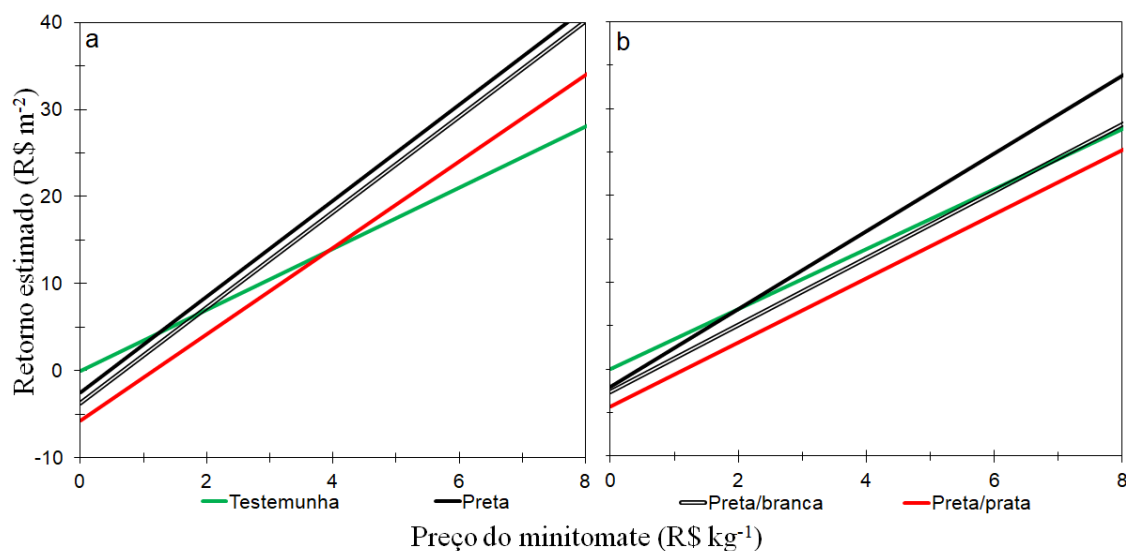 a
b
40
30
20
10
0
-10
Retorno estimado (R$ m⁻²)
0 2 4 6 8
0 2 4 6 8
Testemunha Preta Preta/branca Preta/prata
Preço do minitomate (R$ kg⁻¹)